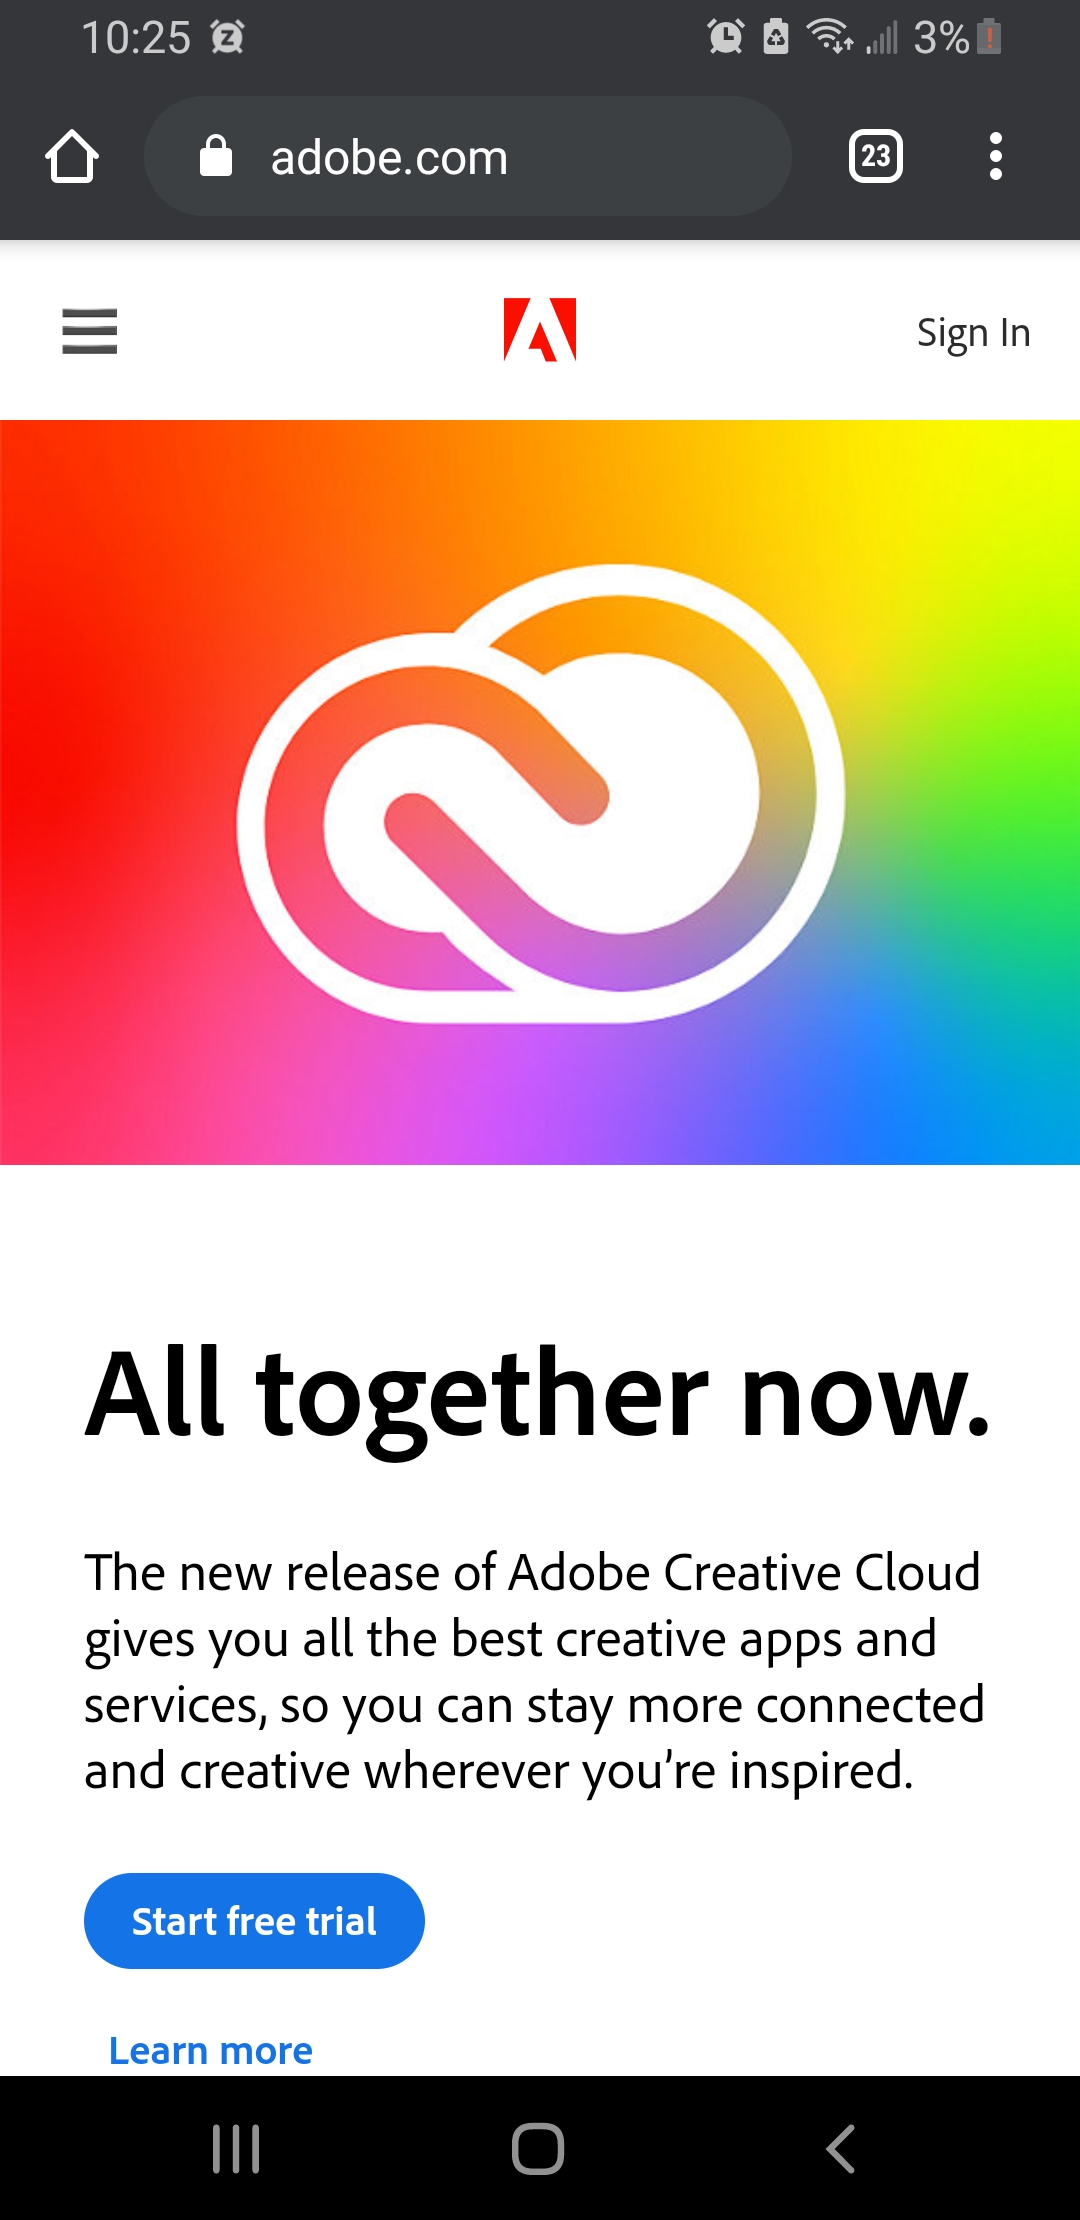 10:25
3%
adobe.com
23
Sign In
All together now.
The new release of Adobe Creative Cloud
gives you all the best creative apps and
services, so you can stay more connected
and creative wherever you’re inspired.
Start free trial
Learn more